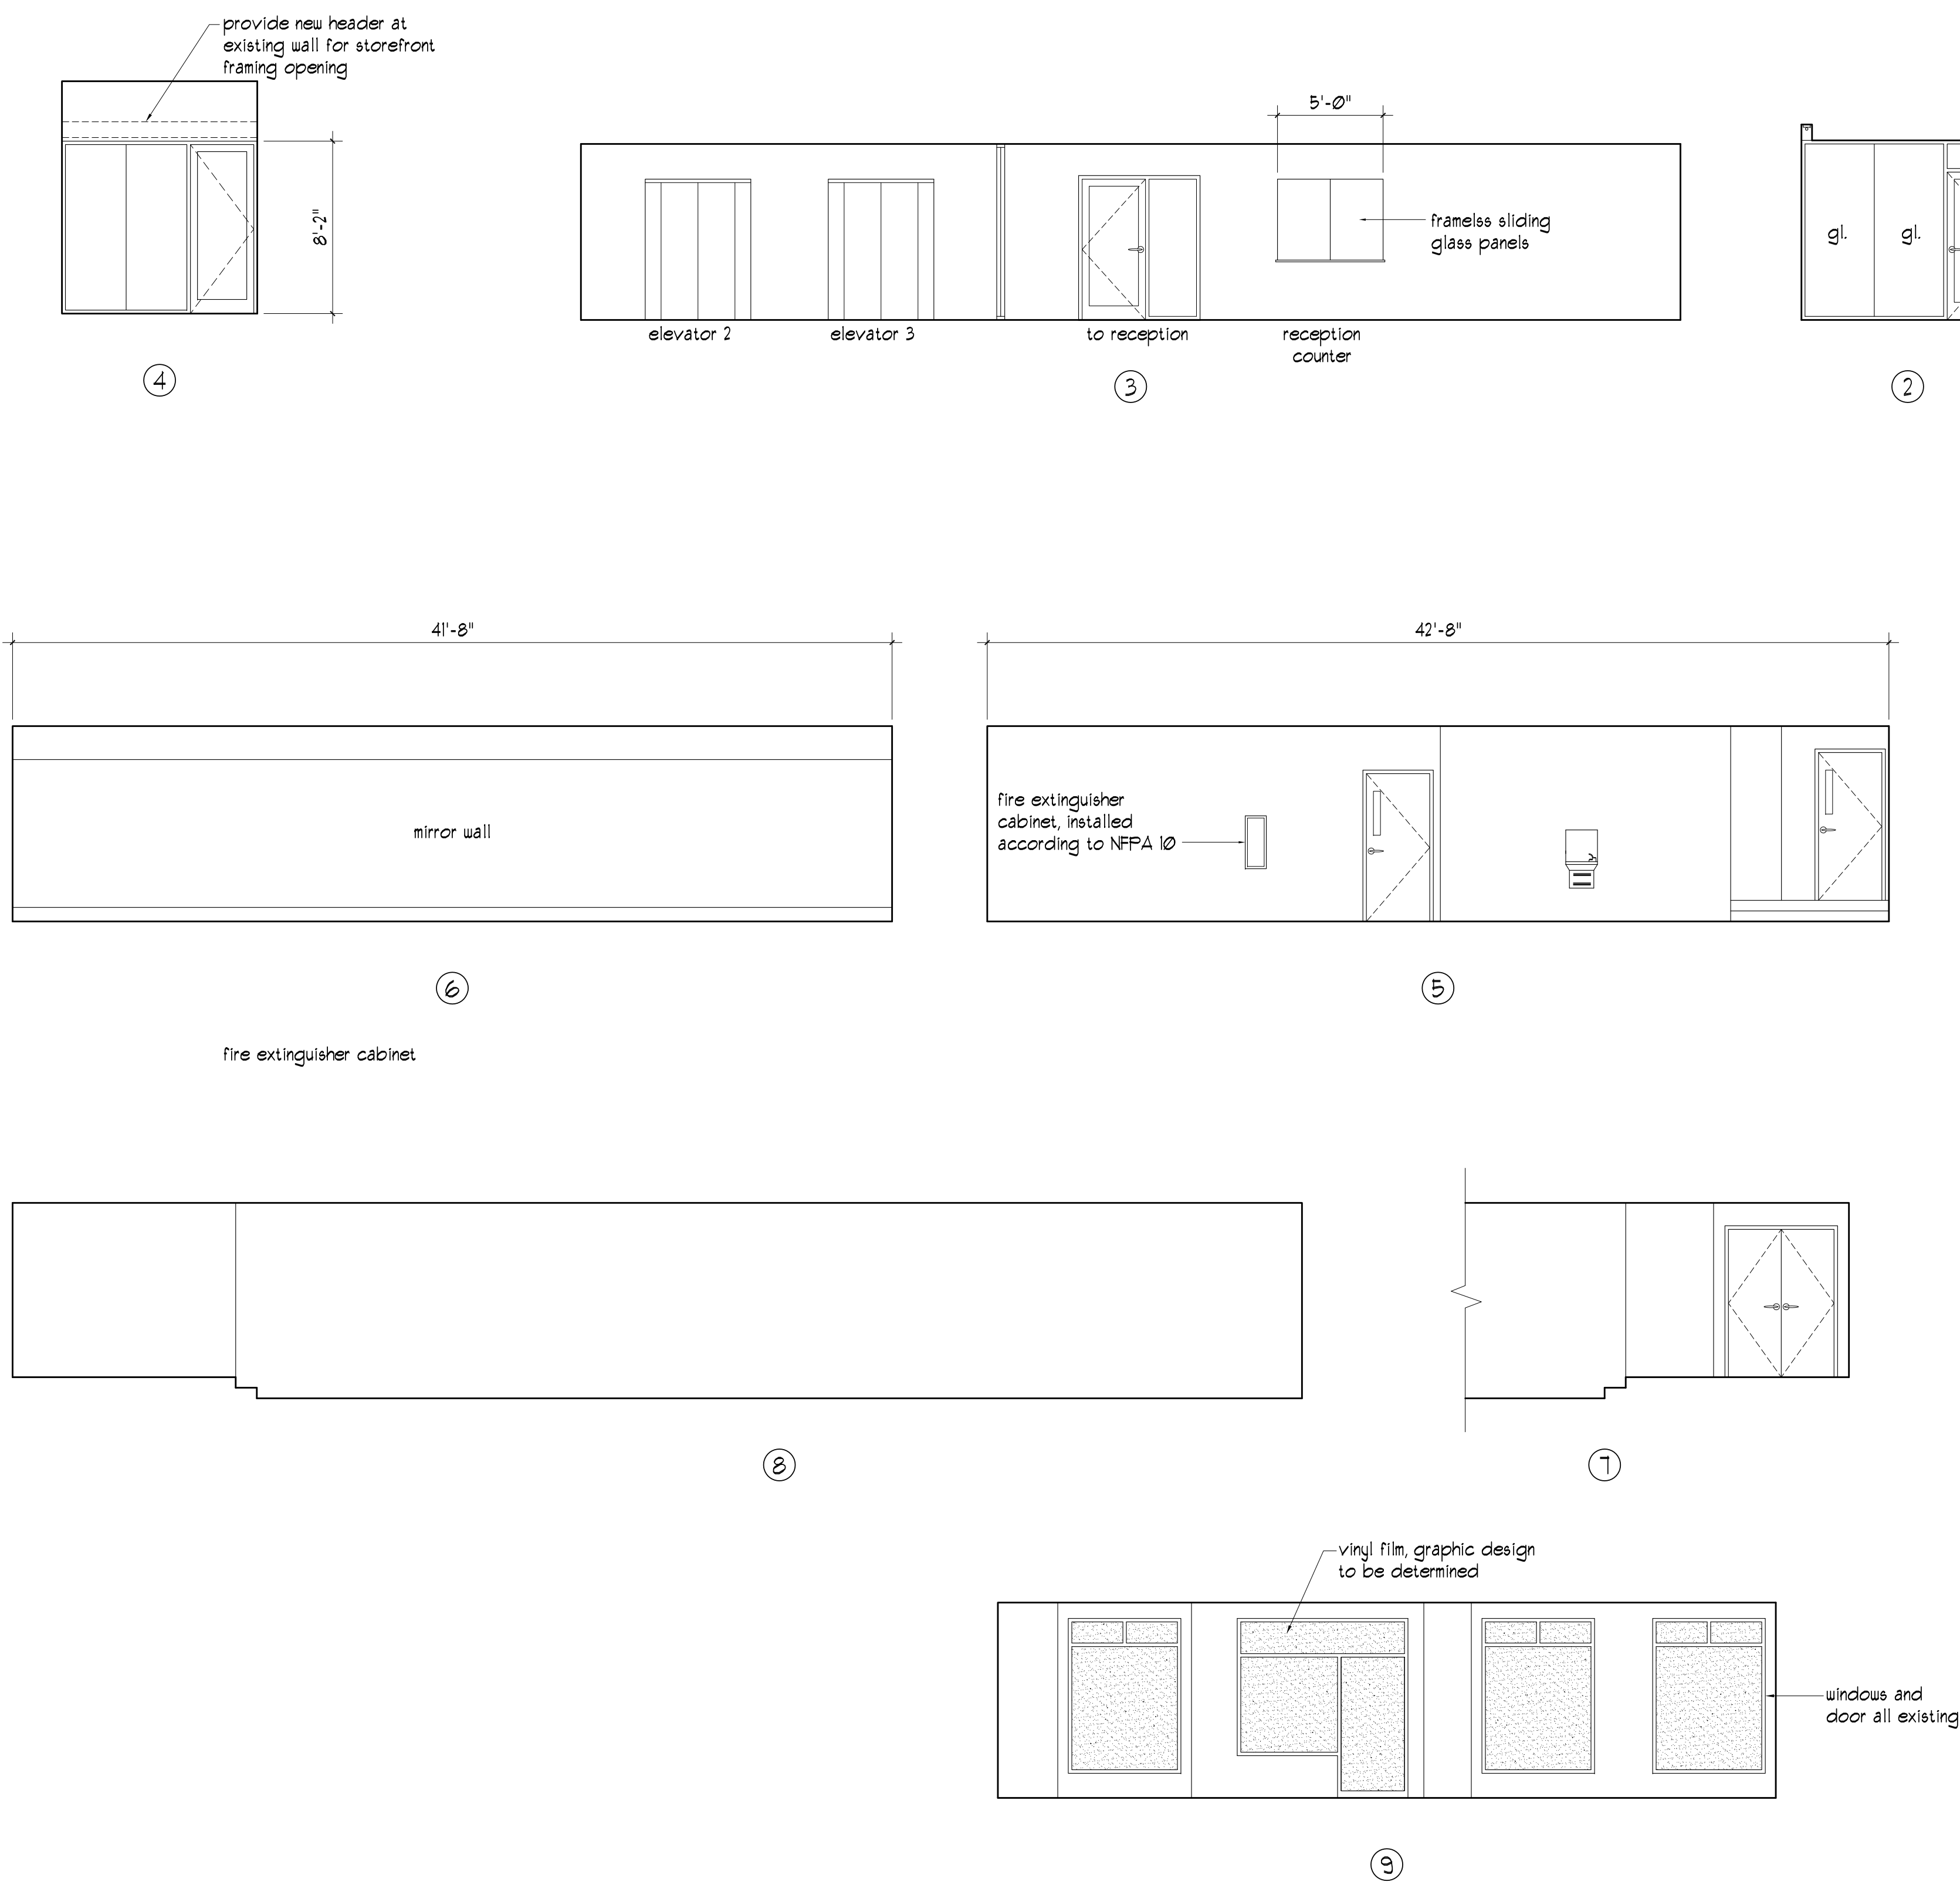 provide new header at
existing wall for storefront
framing opening
8'-2"
4
5'-0"
framelss sliding
glass panels
elevator 2
elevator 3
to reception
reception
counter
3
gl.
gl.
2
41'-8"
mirror wall
6
42'-8"
fire extinguisher
cabinet, installed
according to NFPA 10
5
fire extinguisher cabinet
8
7
vinyl film, graphic design
to be determined
windows and
door all existing
9